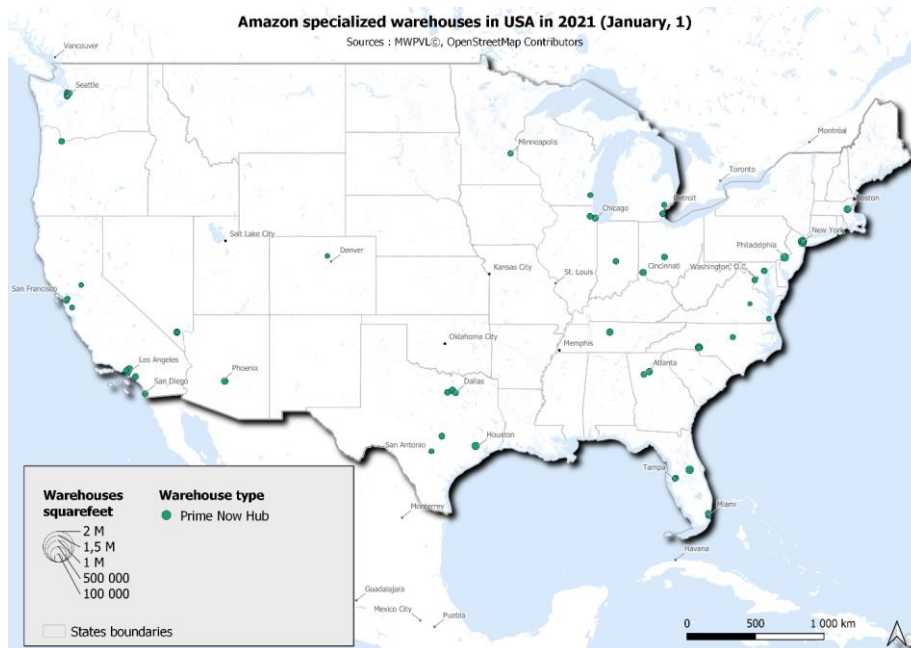 Amazon specialized warehouses in USA in 2021 (January, 1)
Sources : MWPVL©, OpenStreetMap Contributors
Vancouver
Seattle
Montréal
Minneapolis
Toronto
Boston
Detroit
Chicago
New York
Salt Lake City
Philadelphia
Denver
Kansas City
St. Louis
Cincinnati
Washington, D.C.
San Francisco
Oklahoma City
Memphis
Los Angeles
Atlanta
Phoenix
San Diego
Dallas
San Antonio
Houston
Tampa
Miami
Monterrey
Havana
Guadalajara
Mexico City
Puebla
Warehouses
squarefeet
2 M
1,5 M
1 M
500 000
100 000
Warehouse type
Prime Now Hub
States boundaries
0 500 1 000 km